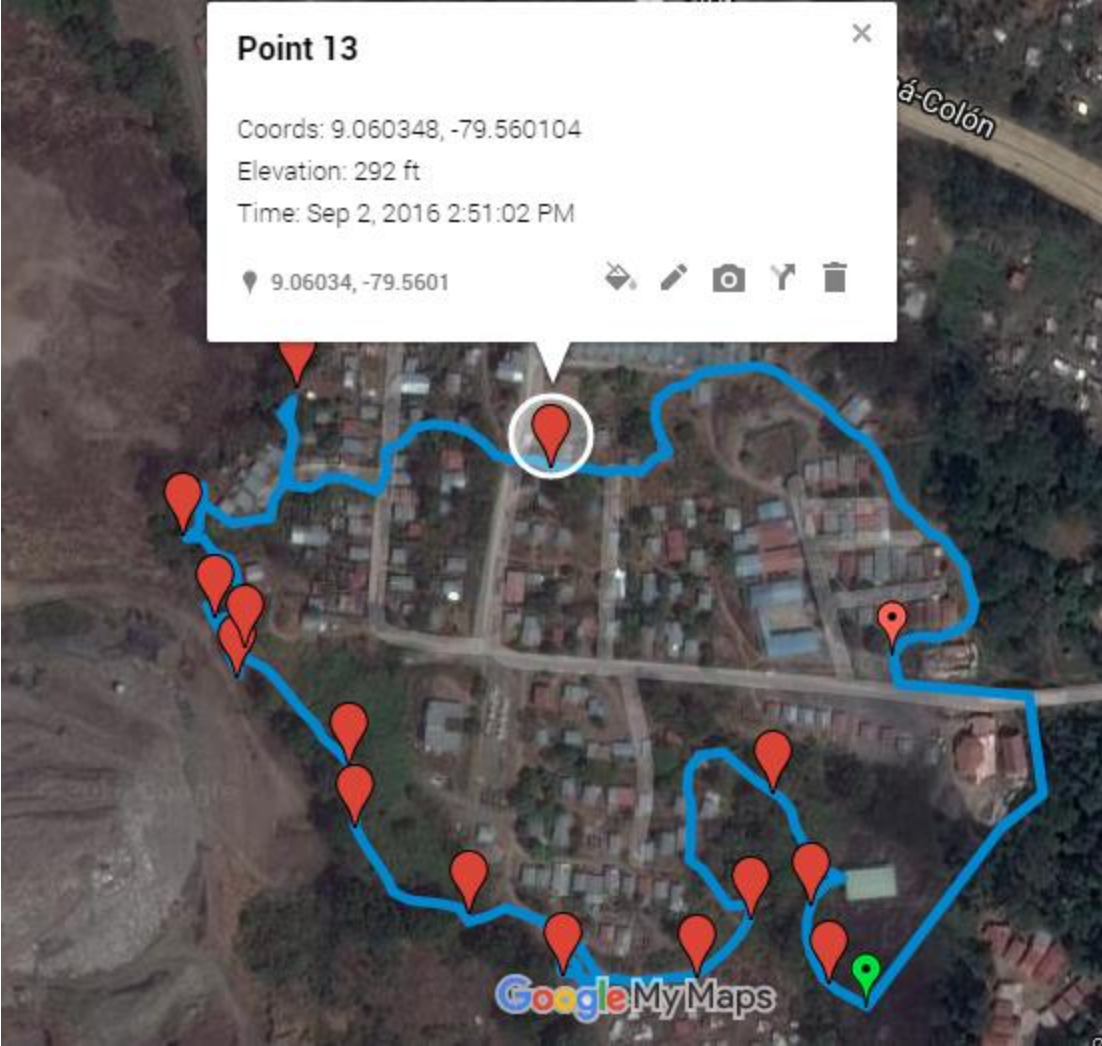 Point 13
Coords: 9.060348, -79.560104
Elevation: 292 ft
Time: Sep 2, 2016 2:51:02 PM
9.06034, -79.5601
á-Colón
Google
Google My Maps